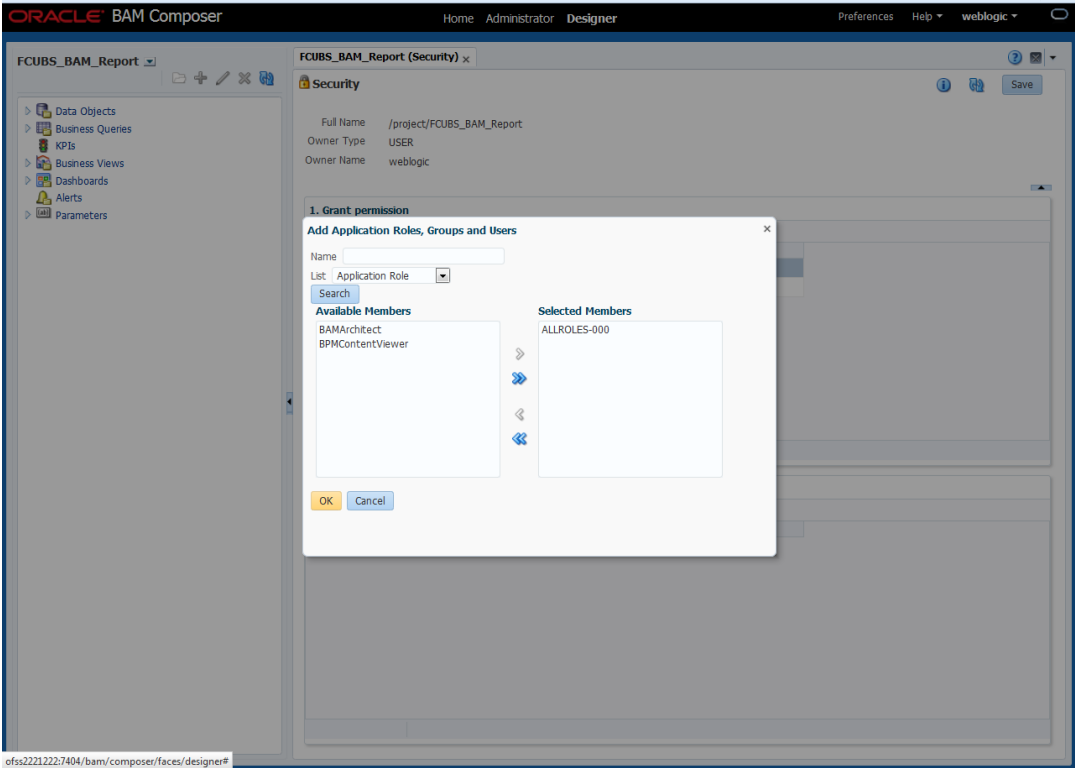 ORACLE BAM Composer Home Administrator Designer Preferences Help weblogic
FCUBS_BAM_Report
Data Objects
Business Queries
KPIs
Business Views
Dashboards
Alerts
Parameters
FCUBS_BAM_Report (Security)
Security
Save
Full Name /project/FCUBS_BAM_Report
Owner Type USER
Owner Name weblogic
1. Grant permission
Add Application Roles, Groups and Users
Name
List Application Role
Search
Available Members
BAMArchitect
BPMContentViewer
Selected Members
ALLROLES-000
OK Cancel
ofss2221222:7404/bam/composer/faces/designer#